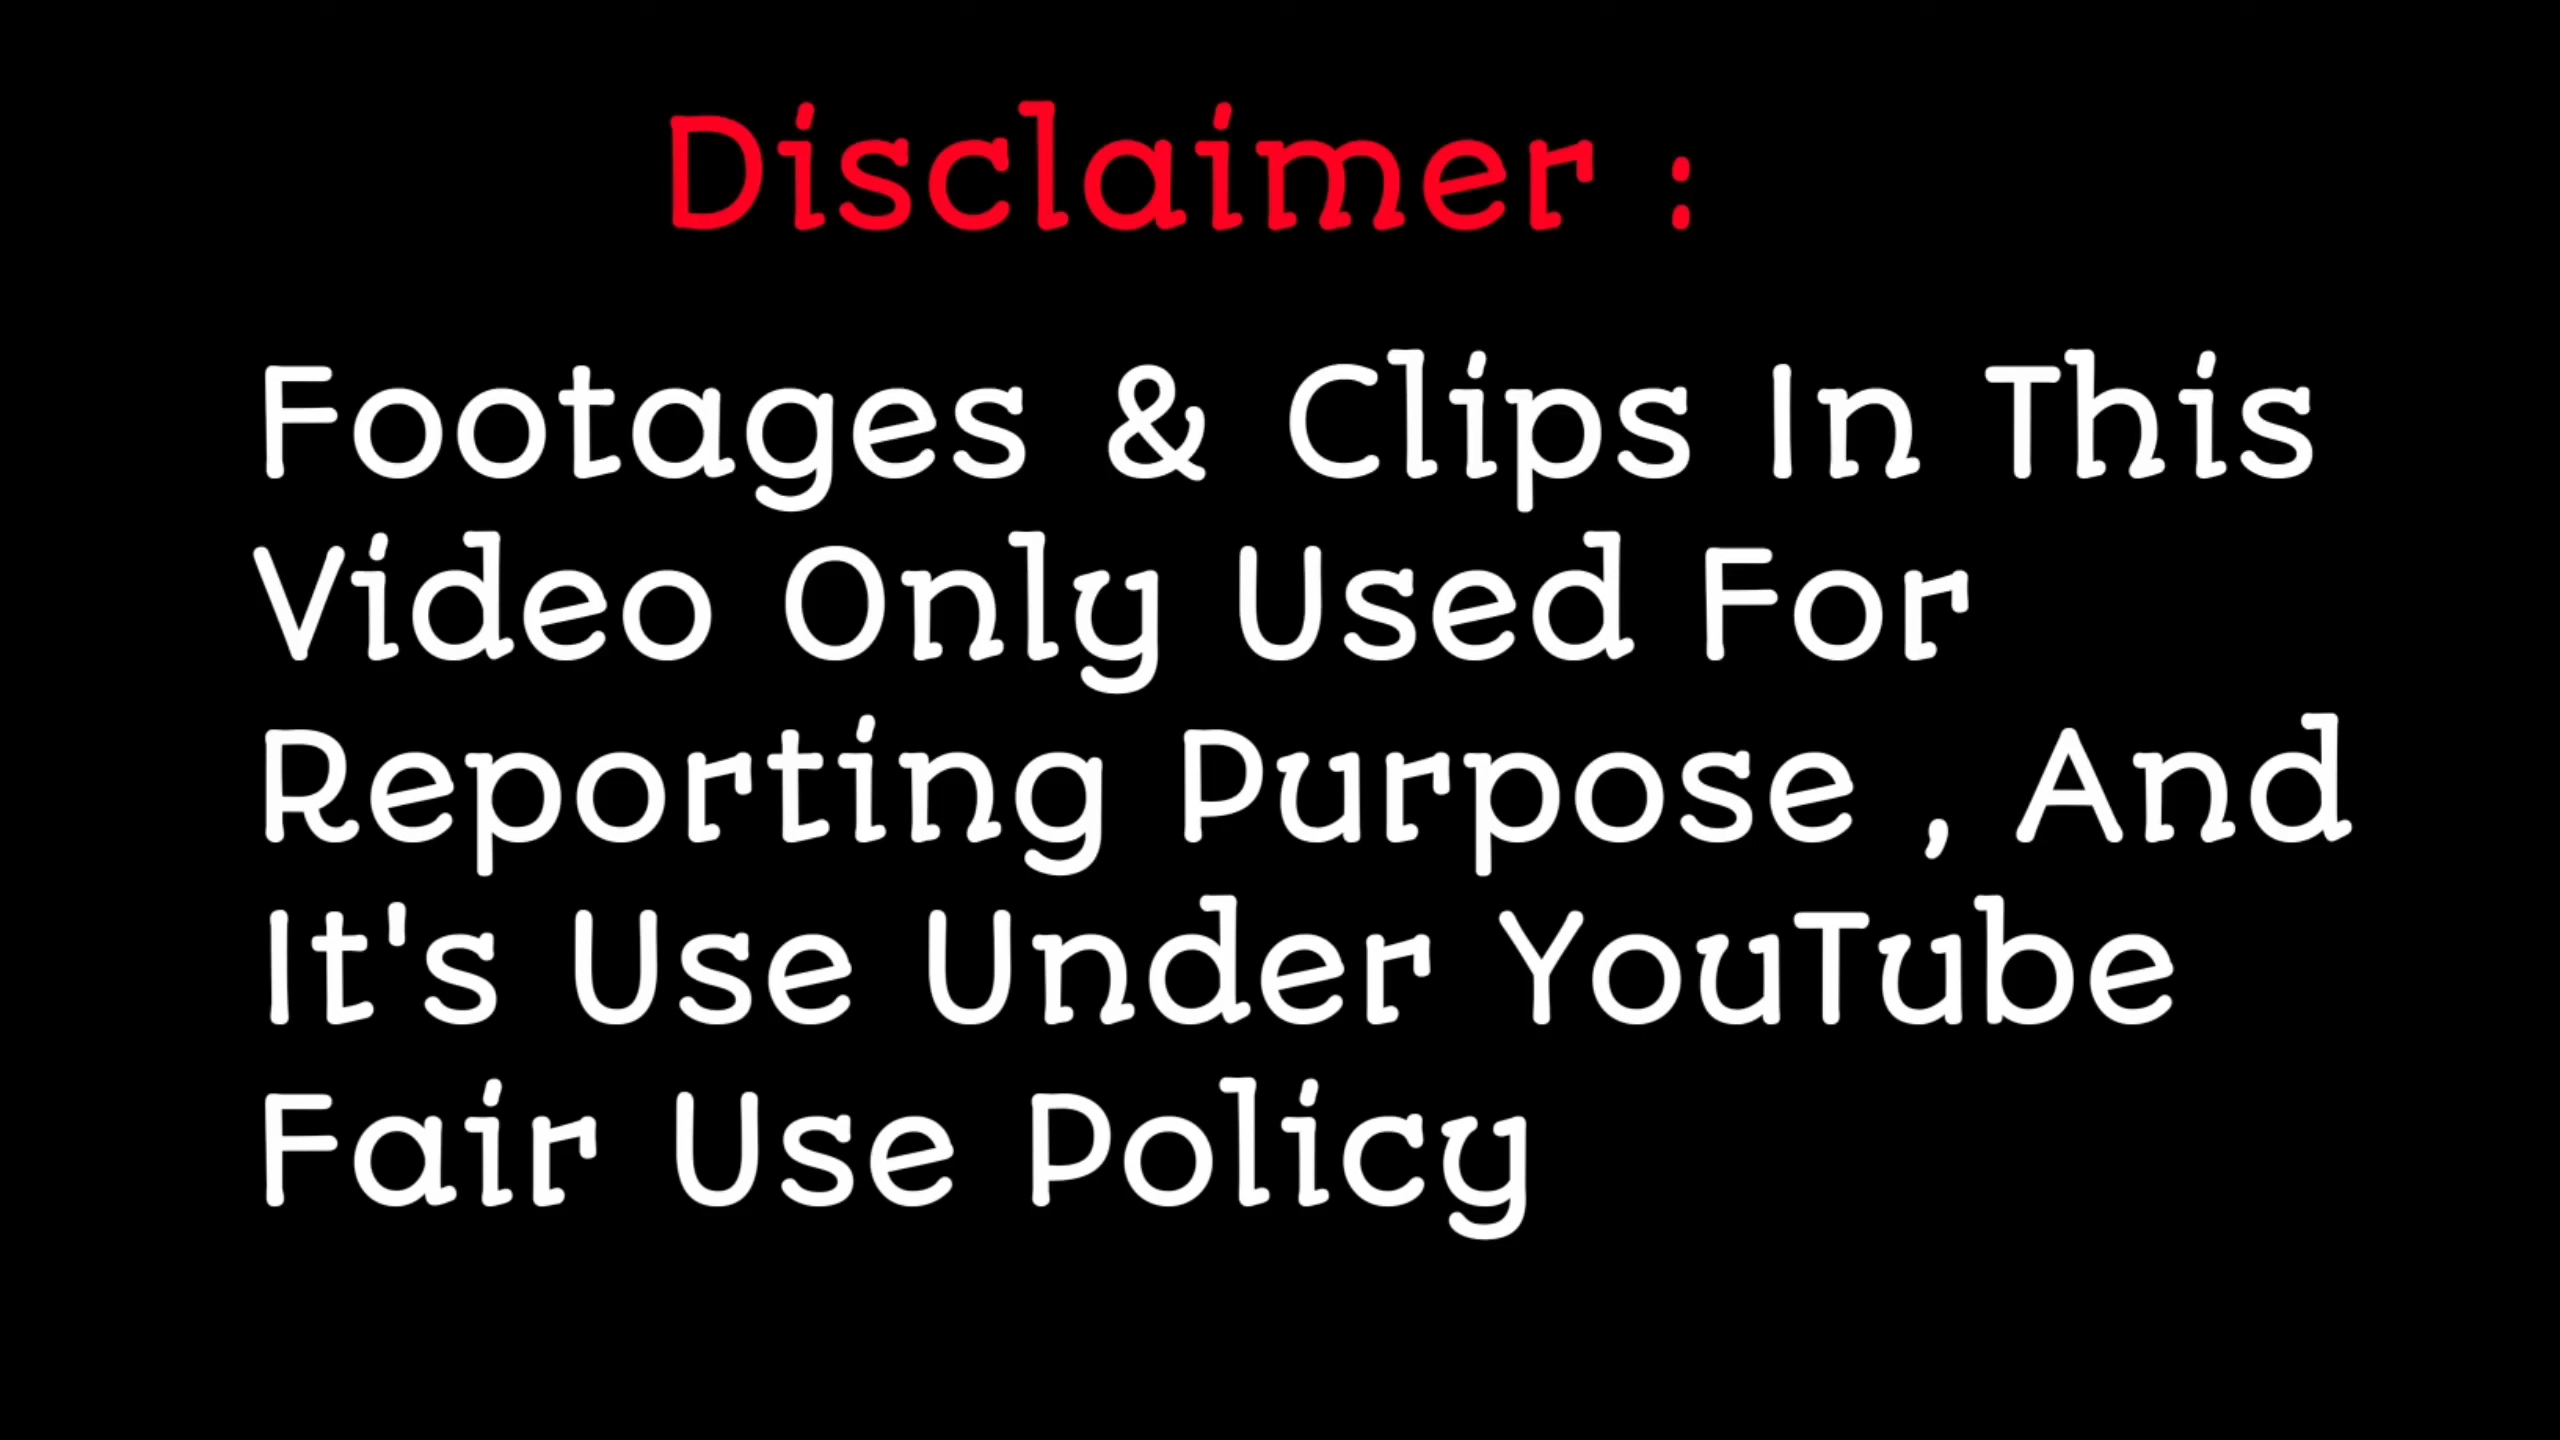 Disclaimer :
Footages & Clips In This
Video Only Used For
Reporting Purpose , And
It's Use Under YouTube
Fair Use Policy